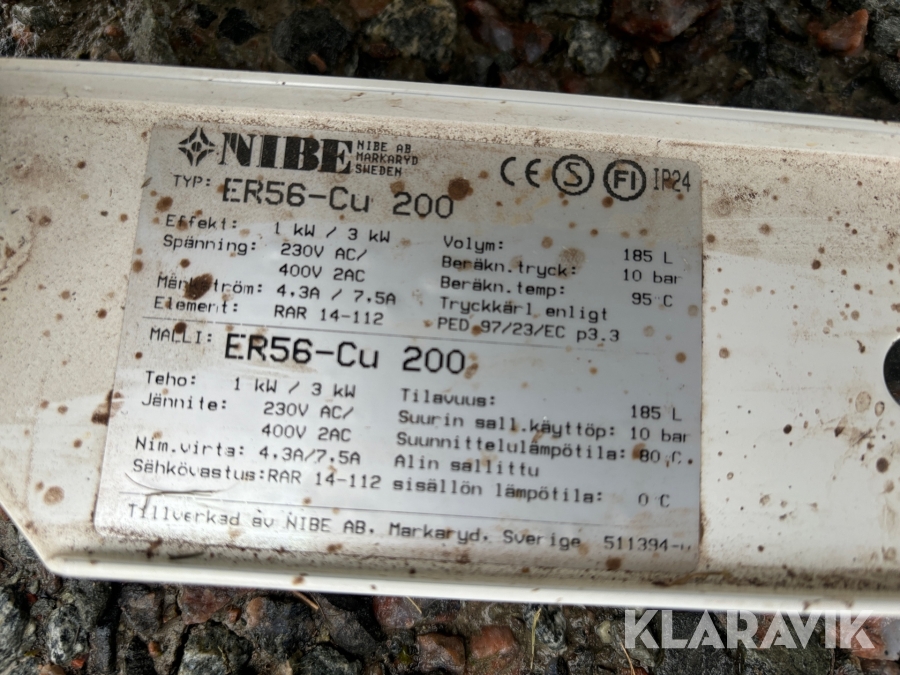 NIBE NIBE AB
MARKARYD
SWEDEN
CE S FI IP24
TYP: ER56-Cu 200
Effekt: 1 kW / 3 kW
Spänning: 230V AC/
400V 2AC
Märkström: 4.3A / 7.5A
Element: RAR 14-112
Volym: 185 L
Beräkn.tryck: 10 bar
Beräkn.temp: 95 C
Tryckkärl enligt
PED 97/23/EC p3.3
MALLI: ER56-Cu 200
Teho: 1 kW / 3 kW
Jännite: 230V AC/
400V 2AC
Nim.virta: 4.3A/7.5A
Sähkövastus: RAR 14-112
Tilavuus: 185 L
Suurin sall.käyttöp: 10 bar
Suunnittelulämpötila: 80 C.
Alin sallittu
sisällön lämpötila: 0 C
Tillverkad av NIBE AB. Markaryd. Sverige 511394-
KLARAVIK